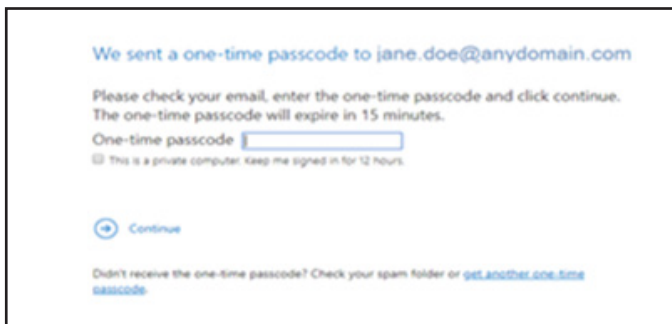 We sent a one-time passcode to jane.doe@anydomain.com
Please check your email, enter the one-time passcode and click continue.
The one-time passcode will expire in 15 minutes.
One-time passcode
This is a private computer. Keep me signed in for 12 hours.
Continue
Didn't receive the one-time passcode? Check your spam folder or get another one-time
passcode.